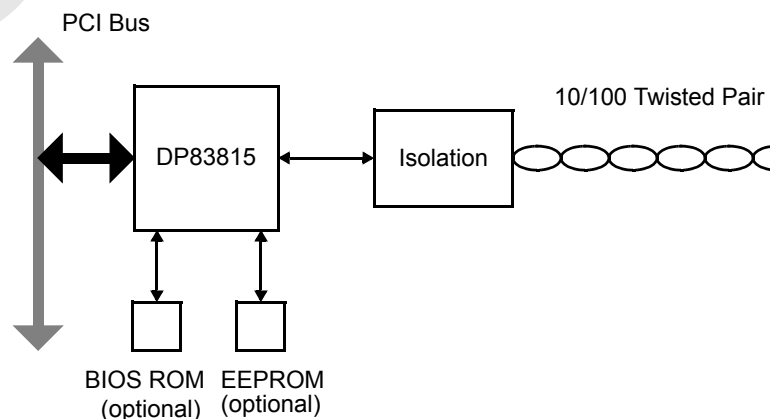 PCI Bus
10/100 Twisted Pair
DP83815
Isolation
BIOS ROM
(optional)
EEPROM
(optional)